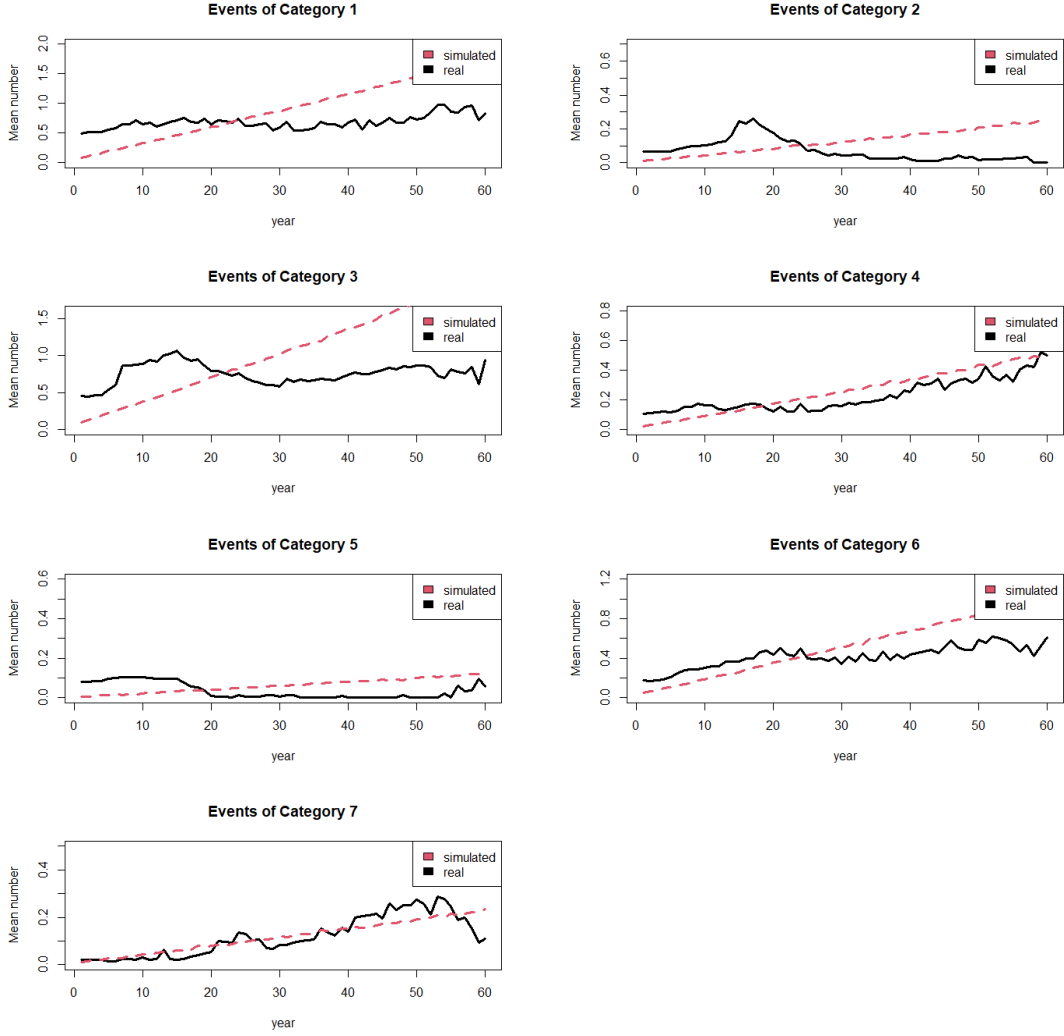 Events of Category 1
Mean number
0.0 0.5 1.0 1.5 2.0
simulated
real
0 10 20 30 40 50 60
year
Events of Category 2
Mean number
0.0 0.2 0.4 0.6
simulated
real
0 10 20 30 40 50 60
year
Events of Category 3
Mean number
0.0 0.5 1.0 1.5
simulated
real
0 10 20 30 40 50 60
year
Events of Category 4
Mean number
0.0 0.2 0.4 0.6 0.8
simulated
real
0 10 20 30 40 50 60
year
Events of Category 5
Mean number
0.0 0.2 0.4 0.6
simulated
real
0 10 20 30 40 50 60
year
Events of Category 6
Mean number
0.0 0.4 0.8 1.2
simulated
real
0 10 20 30 40 50 60
year
Events of Category 7
Mean number
0.0 0.2 0.4
simulated
real
0 10 20 30 40 50 60
year